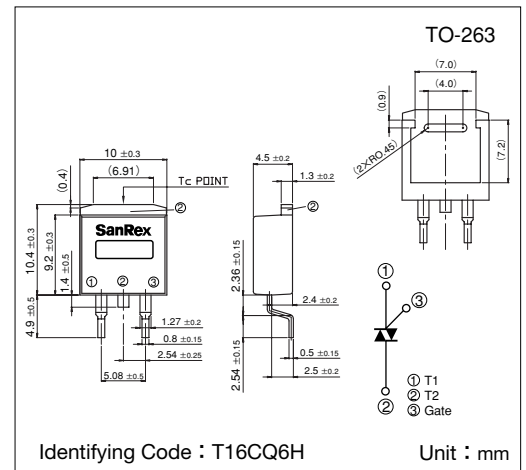 TO-263
(7.0)
(4.0)
(0.9)
(7.2)
(2×R0.45)
10 ±0.3
(6.91)
(0.4)
Tc POINT
②
SanRex
① ② ③
10.4 ±0.3
9.2 ±0.3
1.4 ±0.5
4.9 ±0.5
1.27 ±0.2
0.8 ±0.15
2.54 ±0.25
5.08 ±0.5
4.5 ±0.2
1.3 ±0.2
②
2.36 ±0.15
2.4 ±0.2
0.5 ±0.15
2.5 ±0.2
2.54 ±0.15
①
③
②
① T1
② T2
③ Gate
Identifying Code：T16CQ6H
Unit：mm